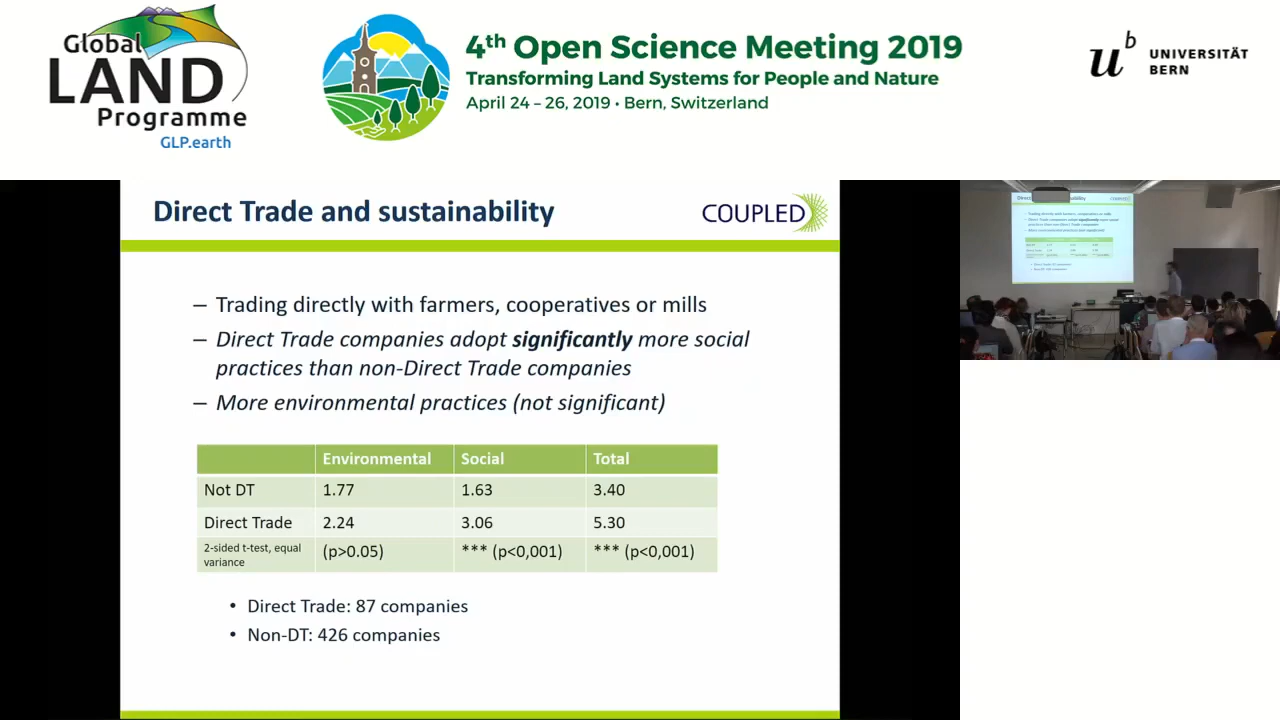 Global
LAND
Programme
GLP.earth
4th Open Science Meeting 2019
Transforming Land Systems for People and Nature
April 24 – 26, 2019 • Bern, Switzerland
u b UNIVERSITÄT
BERN
Direct Trade and sustainability
COUPLED
– Trading directly with farmers, cooperatives or mills
– Direct Trade companies adopt significantly more social
practices than non-Direct Trade companies
– More environmental practices (not significant)
Environmental Social Total
Not DT 1.77 1.63 3.40
Direct Trade 2.24 3.06 5.30
2-sided t-test, equal
variance (p>0.05) *** (p<0,001) *** (p<0,001)
• Direct Trade: 87 companies
• Non-DT: 426 companies